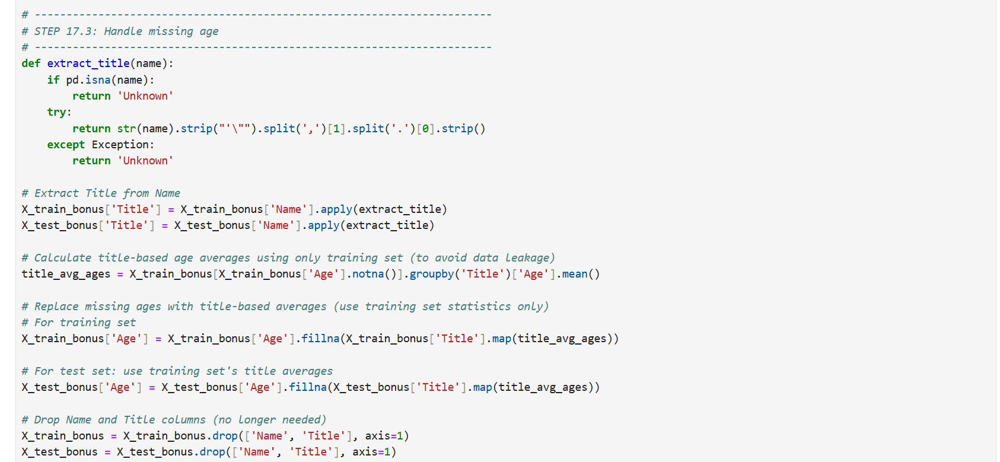 # ------------------------------------------------------------------------
# STEP 17.3: Handle missing age
# ------------------------------------------------------------------------
def extract_title(name):
    if pd.isna(name):
        return 'Unknown'
    try:
        return str(name).strip("'\"").split(',')[1].split('.')[0].strip()
    except Exception:
        return 'Unknown'

# Extract Title from Name
X_train_bonus['Title'] = X_train_bonus['Name'].apply(extract_title)
X_test_bonus['Title'] = X_test_bonus['Name'].apply(extract_title)

# Calculate title-based age averages using only training set (to avoid data leakage)
title_avg_ages = X_train_bonus[X_train_bonus['Age'].notna()].groupby('Title')['Age'].mean()

# Replace missing ages with title-based averages (use training set statistics only)
# For training set
X_train_bonus['Age'] = X_train_bonus['Age'].fillna(X_train_bonus['Title'].map(title_avg_ages))

# For test set: use training set's title averages
X_test_bonus['Age'] = X_test_bonus['Age'].fillna(X_test_bonus['Title'].map(title_avg_ages))

# Drop Name and Title columns (no longer needed)
X_train_bonus = X_train_bonus.drop(['Name', 'Title'], axis=1)
X_test_bonus = X_test_bonus.drop(['Name', 'Title'], axis=1)